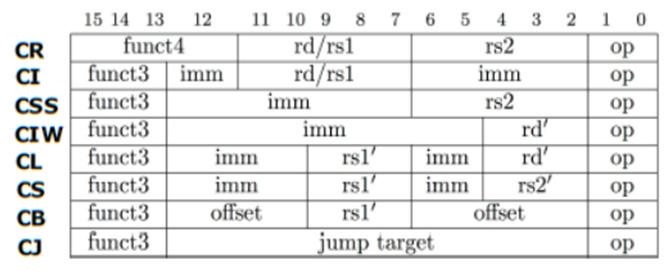 15 14 13 12 11 10 9 8 7 6 5 4 3 2 1 0
CR funct4 rd/rs1 rs2 op
CI funct3 imm rd/rs1 imm op
CSS funct3 imm rs2 op
CIW funct3 imm rd′ op
CL funct3 imm rs1′ imm rd′ op
CS funct3 imm rs1′ imm rs2′ op
CB funct3 offset rs1′ offset op
CJ funct3 jump target op